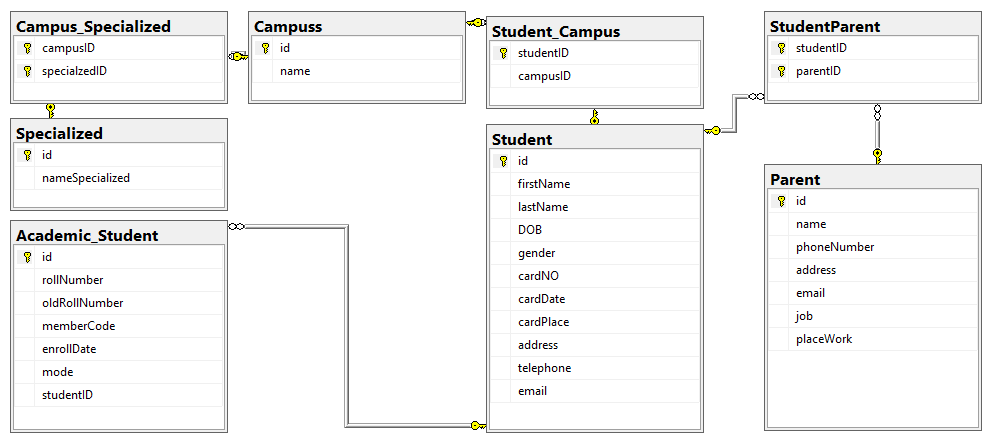 Campus_Specialized
campusID
specialzedID
Campuss
id
name
Student_Campus
studentID
campusID
StudentParent
studentID
parentID
Specialized
id
nameSpecialized
Student
id
firstName
lastName
DOB
gender
cardNO
cardDate
cardPlace
address
telephone
email
Parent
id
name
phoneNumber
address
email
job
placeWork
Academic_Student
id
rollNumber
oldRollNumber
memberCode
enrollDate
mode
studentID